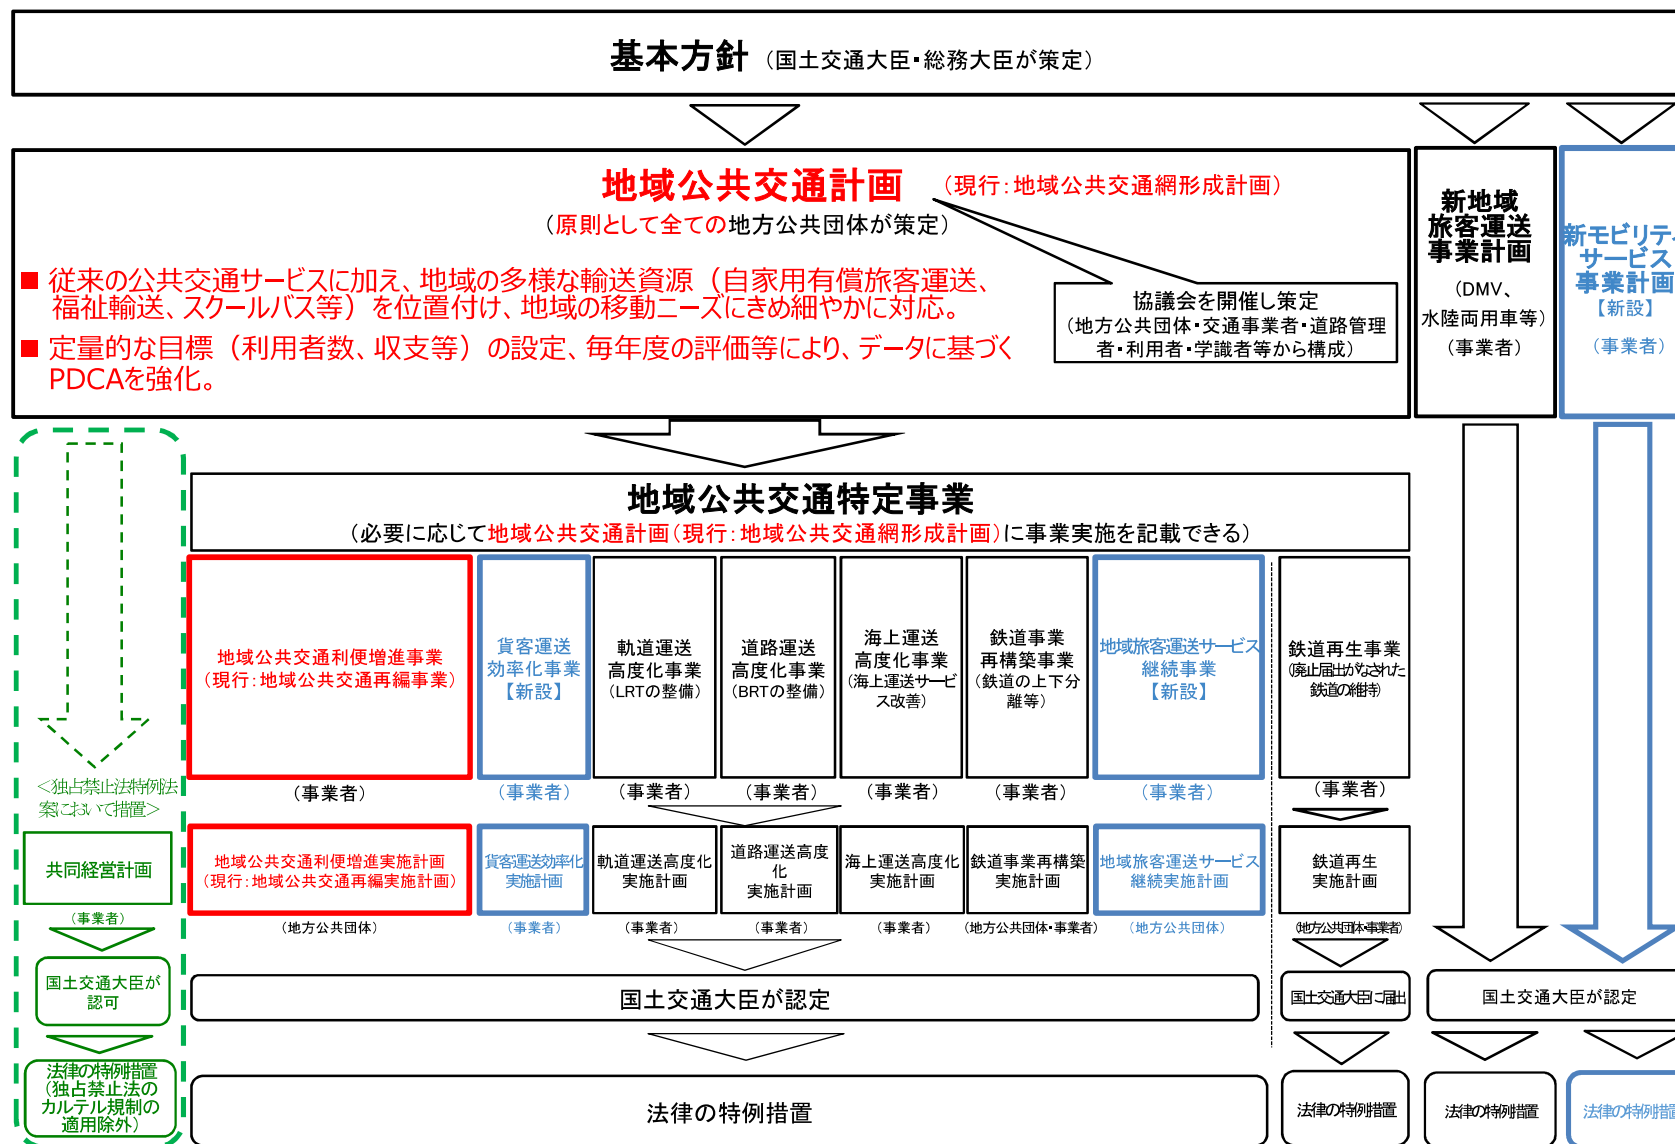 基本方針（国土交通大臣・総務大臣が策定）
地域公共交通計画（現行：地域公共交通網形成計画）
（原則として全ての地方公共団体が策定）
■ 従来の公共交通サービスに加え、地域の多様な輸送資源（自家用有償旅客運送、
福祉輸送、スクールバス等）を位置付け、地域の移動ニーズにきめ細やかに対応。
■ 定量的な目標（利用者数、収支等）の設定、毎年度の評価等により、データに基づく
PDCAを強化。
協議会を開催し策定
（地方公共団体・交通事業者・道路管理
者・利用者・学識者等から構成）
新地域
旅客運送
事業計画
（DMV、
水陸両用車等）
（事業者）
新モビリティ
サービス
事業計画
【新設】
（事業者）
地域公共交通特定事業
（必要に応じて地域公共交通計画（現行：地域公共交通網形成計画）に事業実施を記載できる）
地域公共交通利便増進事業
（現行：地域公共交通再編事業）
（事業者）
貨客運送
効率化事業
【新設】
（事業者）
軌道運送
高度化事業
（LRTの整備）
（事業者）
道路運送
高度化事業
（BRTの整備）
（事業者）
海上運送
高度化事業
（海上運送サービ
ス改善）
（事業者）
鉄道事業
再構築事業
（鉄道の上下分
離等）
（事業者）
地域旅客運送サービス
継続事業
【新設】
（事業者）
鉄道再生事業
（廃止届出がなされた
鉄道の維持）
（事業者）
＜独占禁止法特例法
案において措置＞
共同経営計画
（事業者）
国土交通大臣が
認可
法律の特例措置
（独占禁止法の
カルテル規制の
適用除外）
地域公共交通利便増進実施計画
（現行：地域公共交通再編実施計画）
（地方公共団体）
貨客運送効率化
実施計画
（事業者）
軌道運送高度化
実施計画
（事業者）
道路運送高度
化
実施計画
（事業者）
海上運送高度化
実施計画
（事業者）
鉄道事業再構築
実施計画
（地方公共団体・事業者）
地域旅客運送サービス
継続実施計画
（地方公共団体）
鉄道再生
実施計画
（地方公共団体・事業者）
国土交通大臣が認定
国土交通大臣に届出
国土交通大臣が認定
法律の特例措置
法律の特例措置
法律の特例措置
法律の特例措置